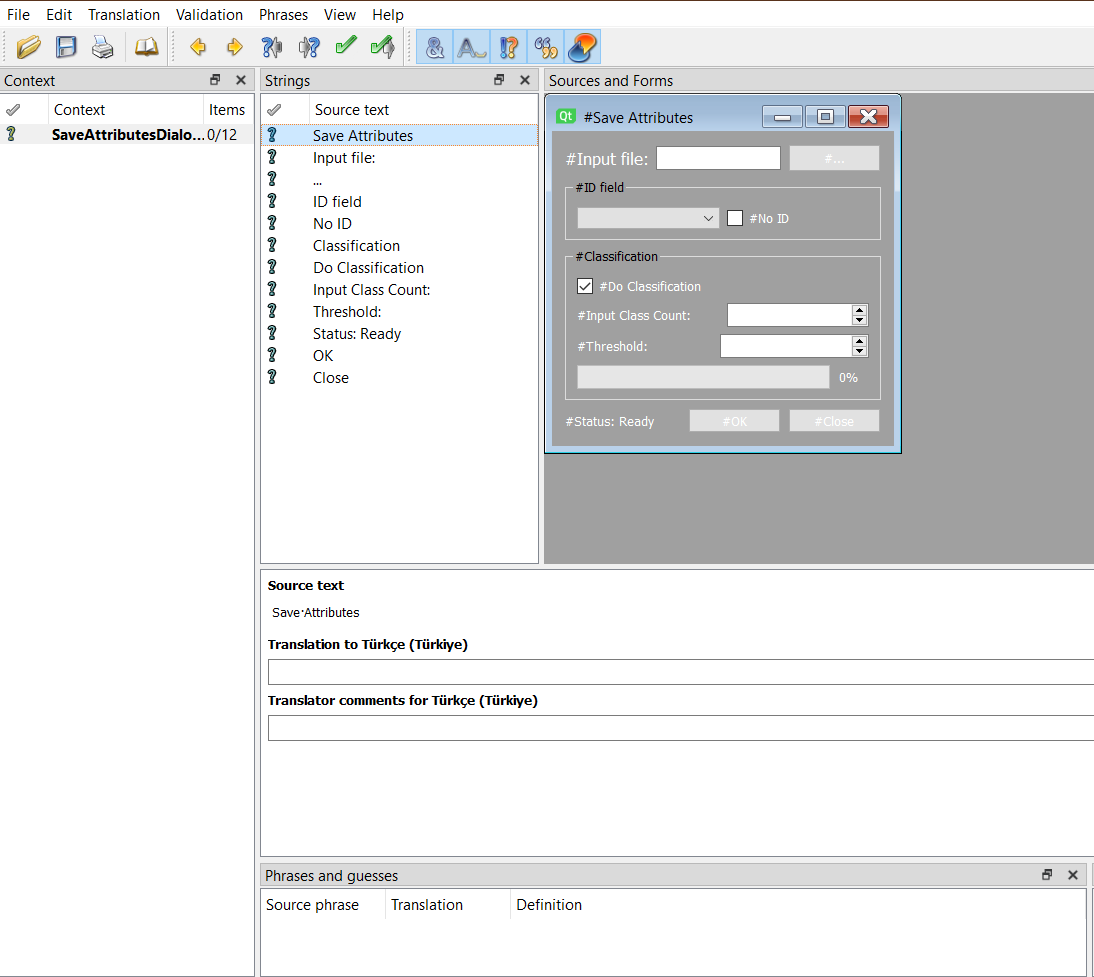 File Edit Translation Validation Phrases View Help
Context
Context Items
SaveAttributesDialo... 0/12
Strings
Source text
Save Attributes
Input file:
...
ID field
No ID
Classification
Do Classification
Input Class Count:
Threshold:
Status: Ready
OK
Close
Sources and Forms
Qt #Save Attributes
#Input file: #...
#ID field
#No ID
#Classification
#Do Classification
#Input Class Count:
#Threshold:
0%
#Status: Ready #OK #Close
Source text
Save·Attributes
Translation to Türkçe (Türkiye)
Translator comments for Türkçe (Türkiye)
Phrases and guesses
Source phrase Translation Definition